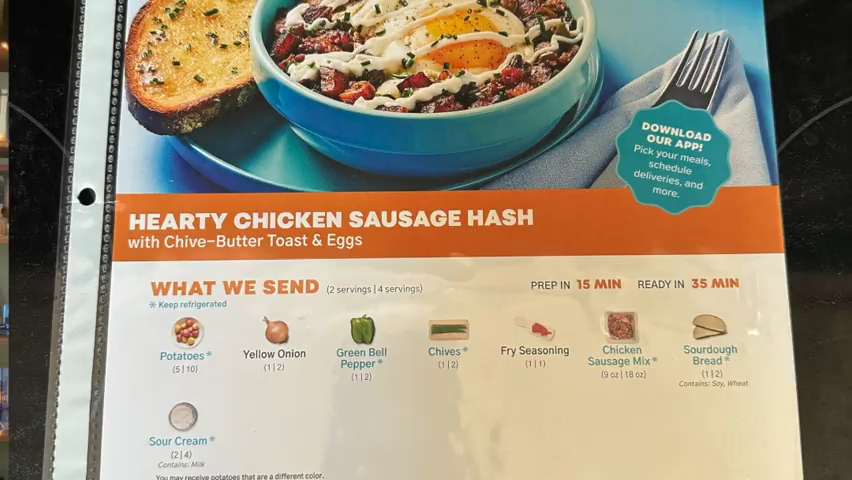 DOWNLOAD
OUR APP!
Pick your meals,
schedule
deliveries, and
more.
HEARTY CHICKEN SAUSAGE HASH
with Chive-Butter Toast & Eggs
WHAT WE SEND (2 servings | 4 servings)
PREP IN 15 MIN READY IN 35 MIN
* Keep refrigerated
Potatoes*
(5 | 10)
Yellow Onion
(1 | 2)
Green Bell
Pepper*
(1 | 2)
Chives*
(1 | 2)
Fry Seasoning
(1 | 1)
Chicken
Sausage Mix*
(9 oz | 18 oz)
Sourdough
Bread*
(1 | 2)
Contains: Soy, Wheat
Sour Cream*
(2 | 4)
Contains: Milk
You may receive potatoes that are a different color.